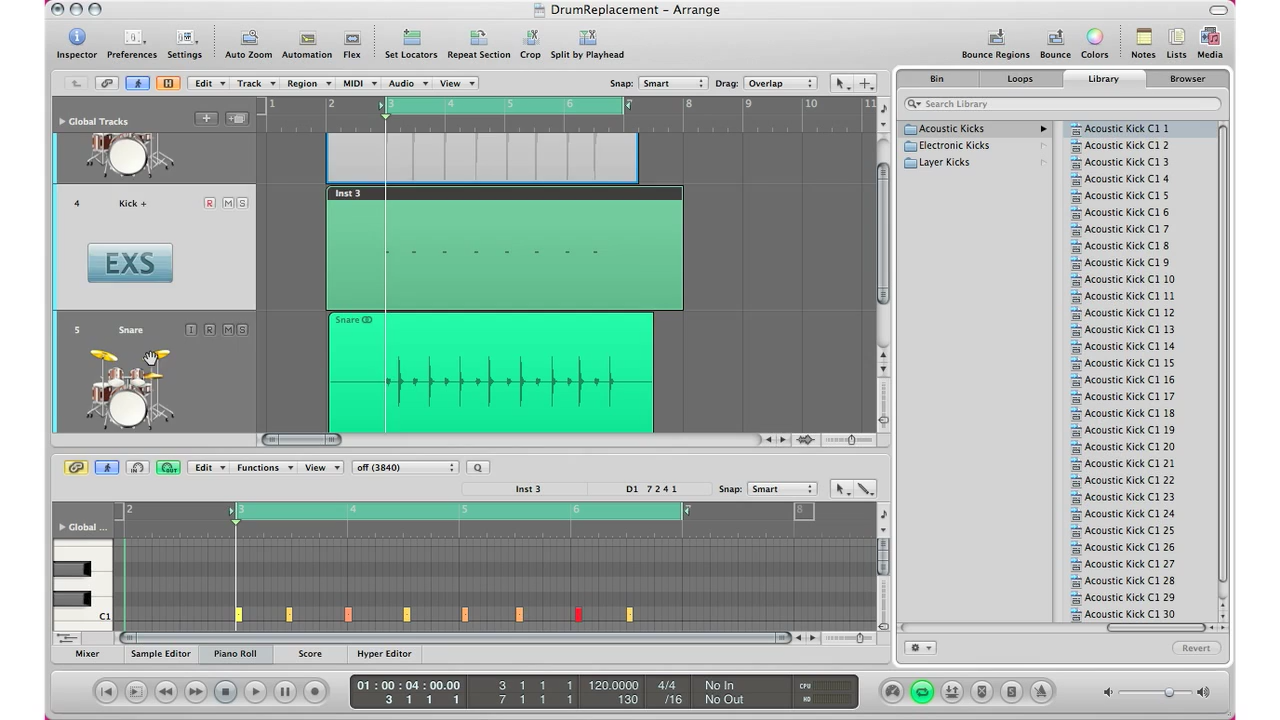 DrumReplacement - Arrange
Inspector Preferences Settings Auto Zoom Automation Flex Set Locators Repeat Section Crop Split by Playhead Bounce Regions Bounce Colors Notes Lists Media
Edit Track Region MIDI Audio View Snap: Smart Drag: Overlap
Bin Loops Library Browser
Search Library
1 2 3 4 5 6 7 8 9 10 11
Global Tracks
Acoustic Kicks
Electronic Kicks
Layer Kicks
Acoustic Kick C1 1
Acoustic Kick C1 2
Acoustic Kick C1 3
Acoustic Kick C1 4
Acoustic Kick C1 5
Acoustic Kick C1 6
Acoustic Kick C1 7
Acoustic Kick C1 8
Acoustic Kick C1 9
Acoustic Kick C1 10
Acoustic Kick C1 11
Acoustic Kick C1 12
Acoustic Kick C1 13
Acoustic Kick C1 14
Acoustic Kick C1 15
Acoustic Kick C1 16
Acoustic Kick C1 17
Acoustic Kick C1 18
Acoustic Kick C1 19
Acoustic Kick C1 20
Acoustic Kick C1 21
Acoustic Kick C1 22
Acoustic Kick C1 23
Acoustic Kick C1 24
Acoustic Kick C1 25
Acoustic Kick C1 26
Acoustic Kick C1 27
Acoustic Kick C1 28
Acoustic Kick C1 29
Acoustic Kick C1 30
Revert
4 Kick + R M S
EXS
Inst 3
5 Snare I R M S
Snare
Edit Functions View off (3840) Q
Inst 3 D1 7 2 4 1 Snap: Smart
2 3 4 5 6 7 8
Global ...
C1
Mixer Sample Editor Piano Roll Score Hyper Editor
01 : 00 : 04 : 00.00 3 1 1 1 120.0000 4/4 No In CPU
3 1 1 1 7 1 1 1 130 /16 No Out HD